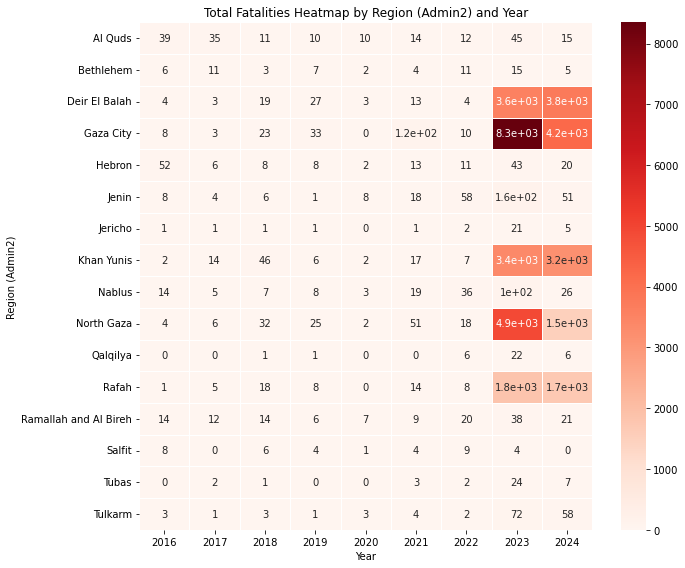 Total Fatalities Heatmap by Region (Admin2) and Year
Al Quds 39 35 11 10 10 14 12 45 15
Bethlehem 6 11 3 7 2 4 11 15 5
Deir El Balah 4 3 19 27 3 13 4 3.6e+03 3.8e+03
Gaza City 8 3 23 33 0 1.2e+02 10 8.3e+03 4.2e+03
Hebron 52 6 8 8 2 13 11 43 20
Jenin 8 4 6 1 8 18 58 1.6e+02 51
Jericho 1 1 1 1 0 1 2 21 5
Khan Yunis 2 14 46 6 2 17 7 3.4e+03 3.2e+03
Nablus 14 5 7 8 3 19 36 1e+02 26
North Gaza 4 6 32 25 2 51 18 4.9e+03 1.5e+03
Qalqilya 0 0 1 1 0 0 6 22 6
Rafah 1 5 18 8 0 14 8 1.8e+03 1.7e+03
Ramallah and Al Bireh 14 12 14 6 7 9 20 38 21
Salfit 8 0 6 4 1 4 9 4 0
Tubas 0 2 1 0 0 3 2 24 7
Tulkarm 3 1 3 1 3 4 2 72 58
2016 2017 2018 2019 2020 2021 2022 2023 2024
Year
Region (Admin2)
8000
7000
6000
5000
4000
3000
2000
1000
0